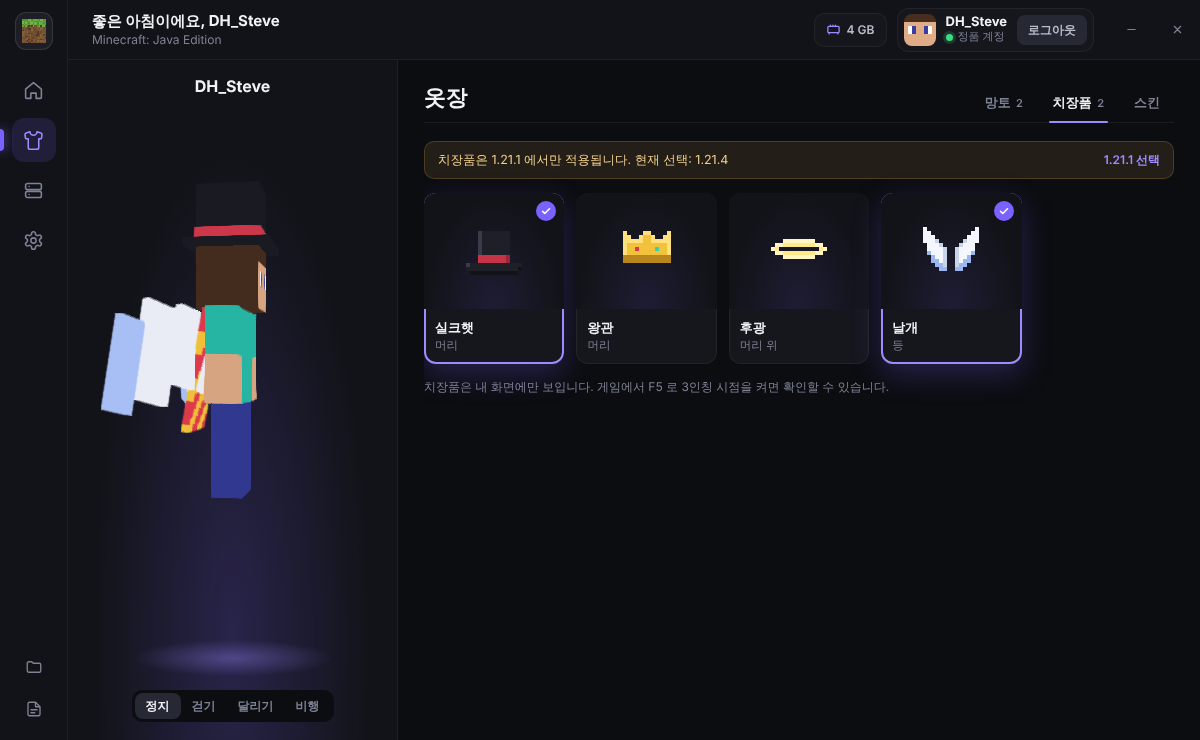 좋은 아침이에요, DH_Steve
Minecraft: Java Edition
4 GB
DH_Steve
정품 계정
로그아웃
DH_Steve
옷장
망토 2
치장품 2
스킨
치장품은 1.21.1 에서만 적용됩니다. 현재 선택: 1.21.4
1.21.1 선택
실크햇
머리
왕관
머리
후광
머리 위
날개
등
치장품은 내 화면에만 보입니다. 게임에서 F5 로 3인칭 시점을 켜면 확인할 수 있습니다.
정지
걷기
달리기
비행